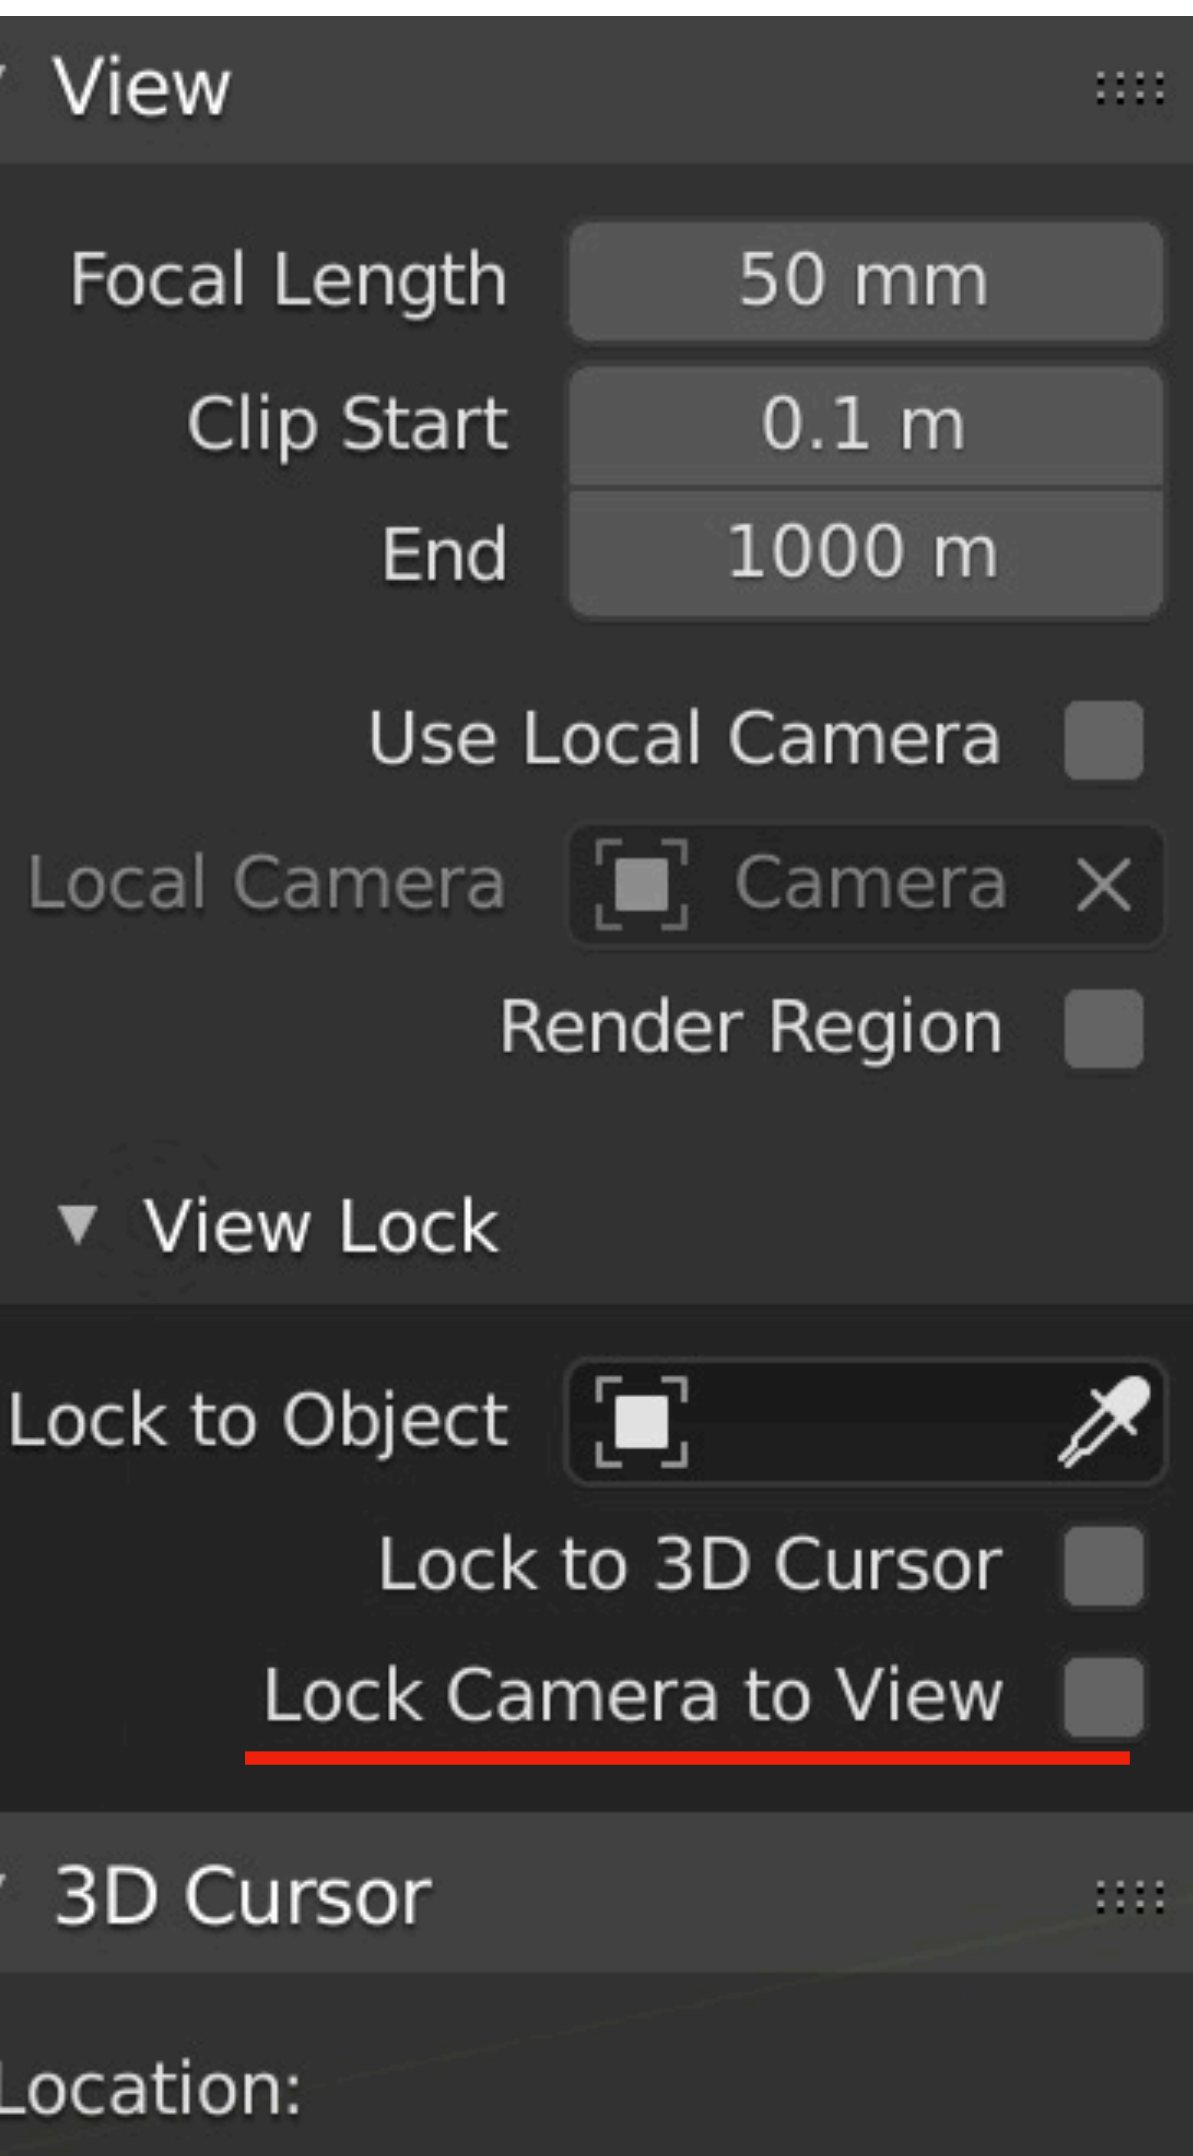 View
Focal Length 50 mm
Clip Start 0.1 m
End 1000 m
Use Local Camera
Local Camera Camera
Render Region
View Lock
Lock to Object
Lock to 3D Cursor
Lock Camera to View
3D Cursor
Location: